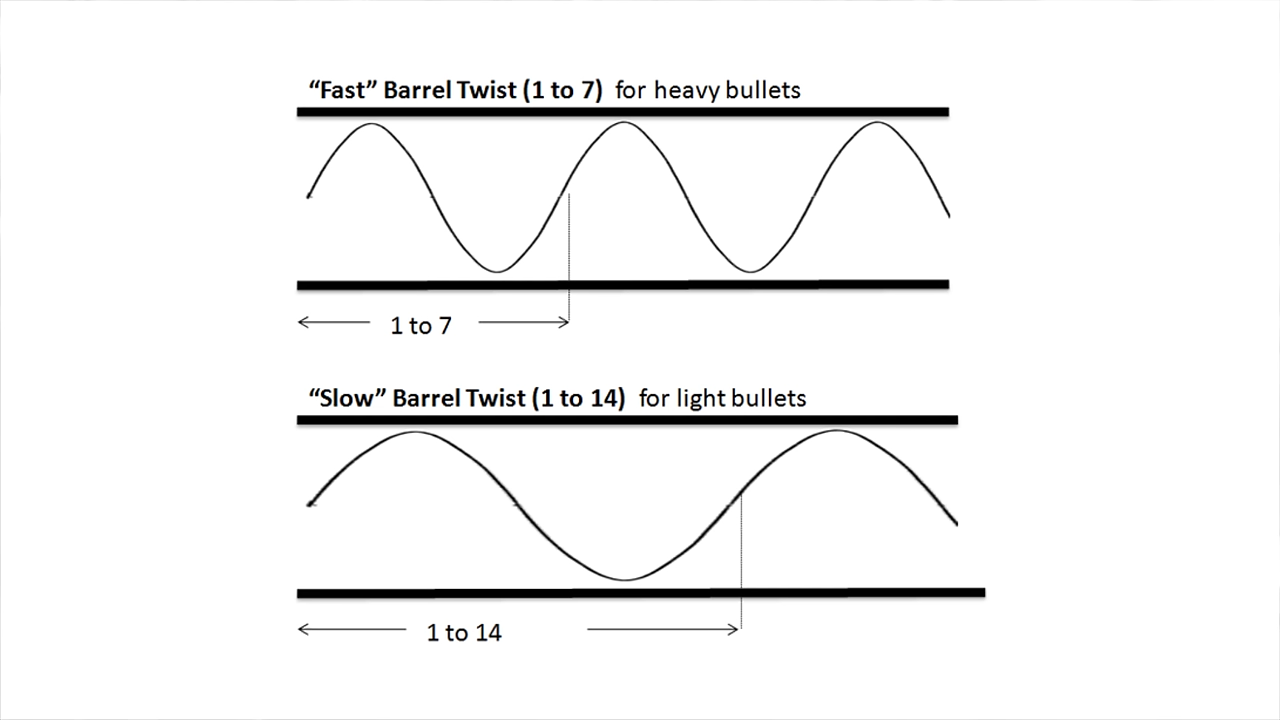 “Fast” Barrel Twist (1 to 7) for heavy bullets
1 to 7
“Slow” Barrel Twist (1 to 14) for light bullets
1 to 14